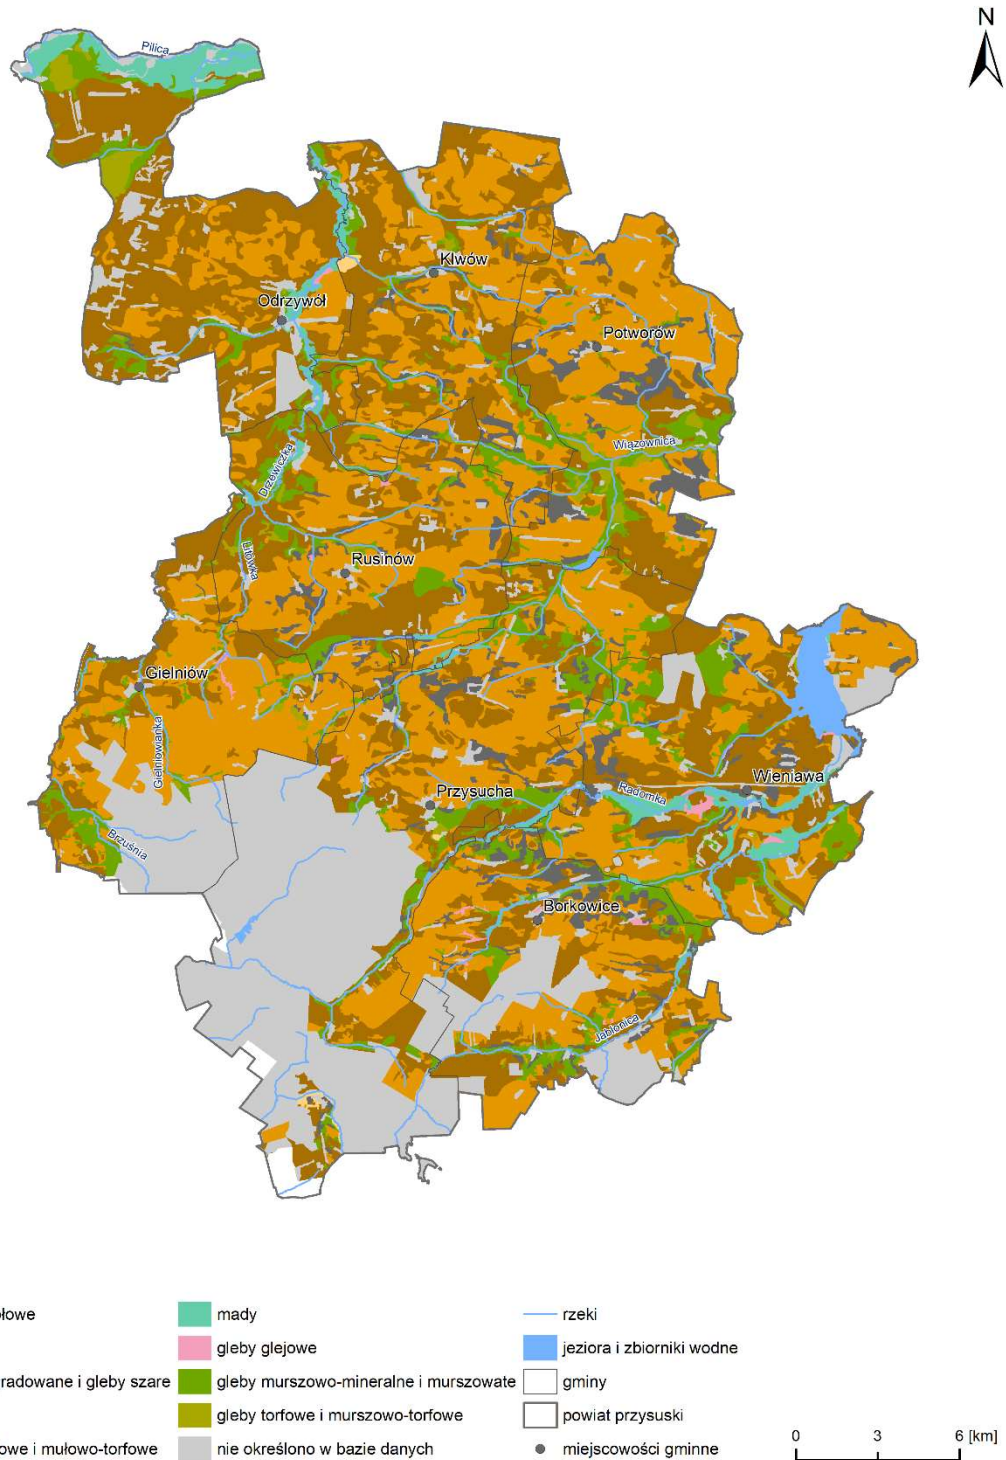 N
Pilica
Klwów
Odrzywół
Potworów
Wiązownica
Drzewiczka
Rusinów
Gielniów
Gielniowianka
Przysucha
Radomka
Wieniawa
Brzuśnia
Borkowice
Jabłonica
mady
rzeki
gleby glejowe
jeziora i zbiorniki wodne
radowane i gleby szare
gleby murszowo-mineralne i murszowate
gminy
gleby torfowe i murszowo-torfowe
powiat przysuski
owe i mułowo-torfowe
nie określono w bazie danych
miejscowości gminne
0 3 6 [km]